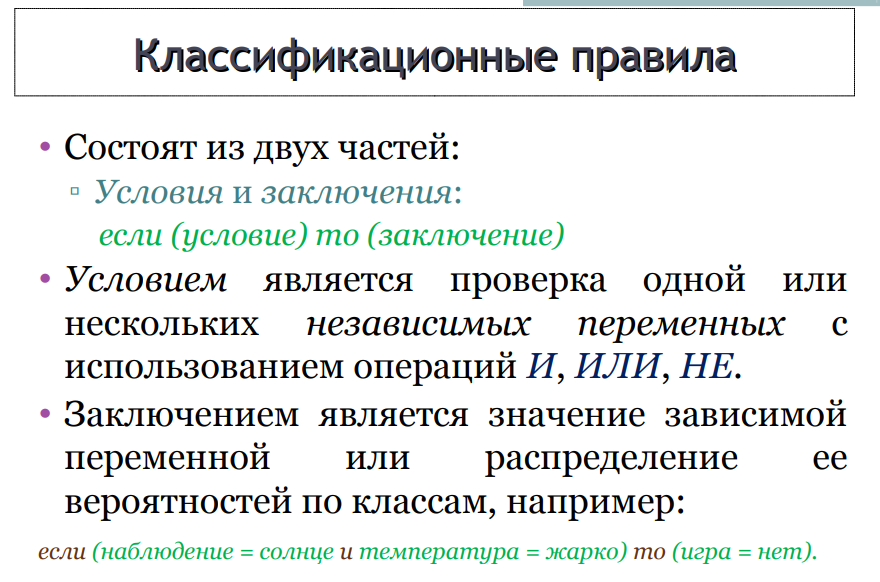 Классификационные правила
• Состоят из двух частей:
▫ Условия и заключения:
если (условие) то (заключение)
• Условием является проверка одной или
нескольких независимых переменных с
использованием операций И, ИЛИ, НЕ.
• Заключением является значение зависимой
переменной или распределение ее
вероятностей по классам, например:
если (наблюдение = солнце и температура = жарко) то (игра = нет).